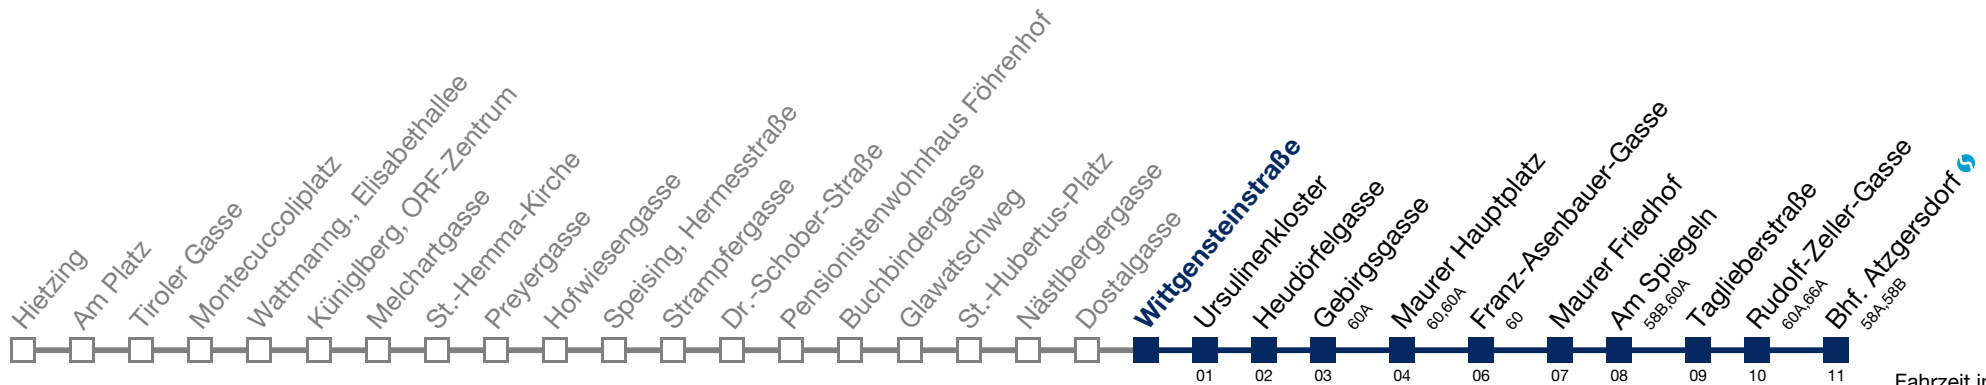 Hietzing
Am Platz
Tiroler Gasse
Montecuccoliplatz
Wattmanng., Elisabethallee
Küniglberg, ORF-Zentrum
Melchartgasse
St.-Hemma-Kirche
Preyergasse
Hofwiesengasse
Speising, Hermesstraße
Strampfergasse
Dr.-Schober-Straße
Pensionistenwohnhaus Föhrenhof
Buchbindergasse
Glawatschweg
St.-Hubertus-Platz
Nästlbergergasse
Dostalgasse
Wittgensteinstraße
Ursulinenkloster
Heudörfelgasse
Gebirgsgasse
60A
Maurer Hauptplatz
60,60A
Franz-Asenbauer-Gasse
60
Maurer Friedhof
Am Spiegeln
58B,60A
Taglieberstraße
Rudolf-Zeller-Gasse
60A,66A
Bhf. Atzgersdorf
58A,58B
01 02 03 04 06 07 08 09 10 11
Fahrzeit